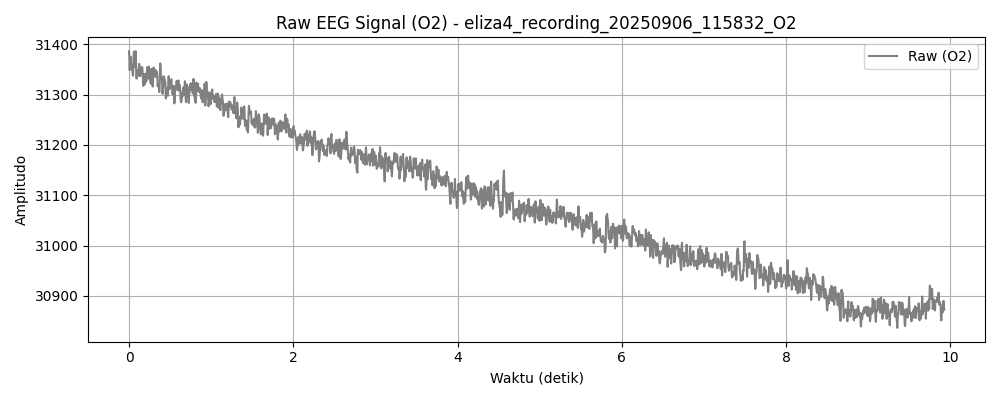 Raw EEG Signal (O2) - eliza4_recording_20250906_115832_O2
Raw (O2)
31400
31300
31200
31100
31000
30900
Amplitudo
0 2 4 6 8 10
Waktu (detik)